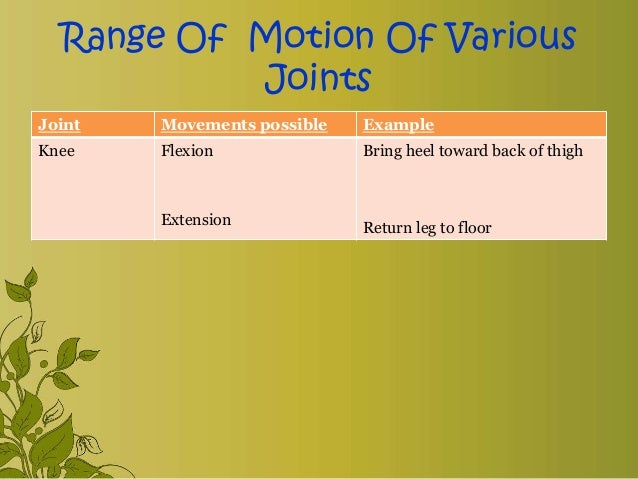 Range Of Motion Of Various
Joints
Joint Movements possible Example
Knee Flexion Bring heel toward back of thigh
Extension Return leg to floor